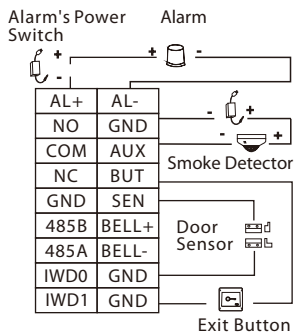 Alarm's Power Alarm
Switch
+ + -
-
AL+ AL-
- +
NO GND
- +
COM AUX
Smoke Detector
NC BUT
GND SEN
485B BELL+ Door
485A BELL- Sensor
IWD0 GND
IWD1 GND
Exit Button